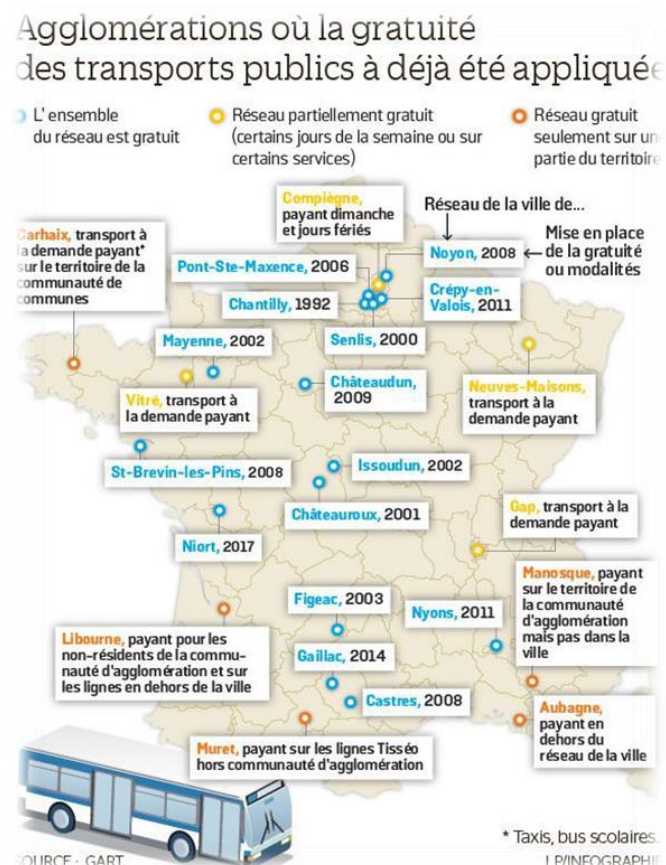 Agglomérations où la gratuité
des transports publics à déjà été appliquée
L'ensemble
du réseau est gratuit
Réseau partiellement gratuit
(certains jours de la semaine ou sur
certains services)
Réseau gratuit
seulement sur une
partie du territoire
Compiègne,
payant dimanche
et jours fériés
Réseau de la ville de...
Carhaix, transport à
la demande payant*
sur le territoire de la
communauté de
communes
Noyon, 2008
Mise en place
de la gratuité
ou modalités
Pont-Ste-Maxence, 2006
Chantilly, 1992
Crépy-en-
Valois, 2011
Mayenne, 2002
Senlis, 2000
Châteaudun,
2009
Neuves-Maisons,
transport à la
demande payant
Vitré, transport à
la demande payant
St-Brevin-les-Pins, 2008
Issoudun, 2002
Châteauroux, 2001
Gap, transport à la
demande payant
Niort, 2017
Manosque, payant
sur le territoire de
la communauté
d'agglomération
mais pas dans la
ville
Figeac, 2003
Nyons, 2011
Libourne, payant pour les
non-résidents de la commu-
nauté d'agglomération et sur
les lignes en dehors de la ville
Gaillac, 2014
Castres, 2008
Aubagne,
payant en
dehors du
réseau de la ville
Muret, payant sur les lignes Tisséo
hors communauté d'agglomération
* Taxis, bus scolaires.
SOURCE : GART
LP/INFOGRAPHIE